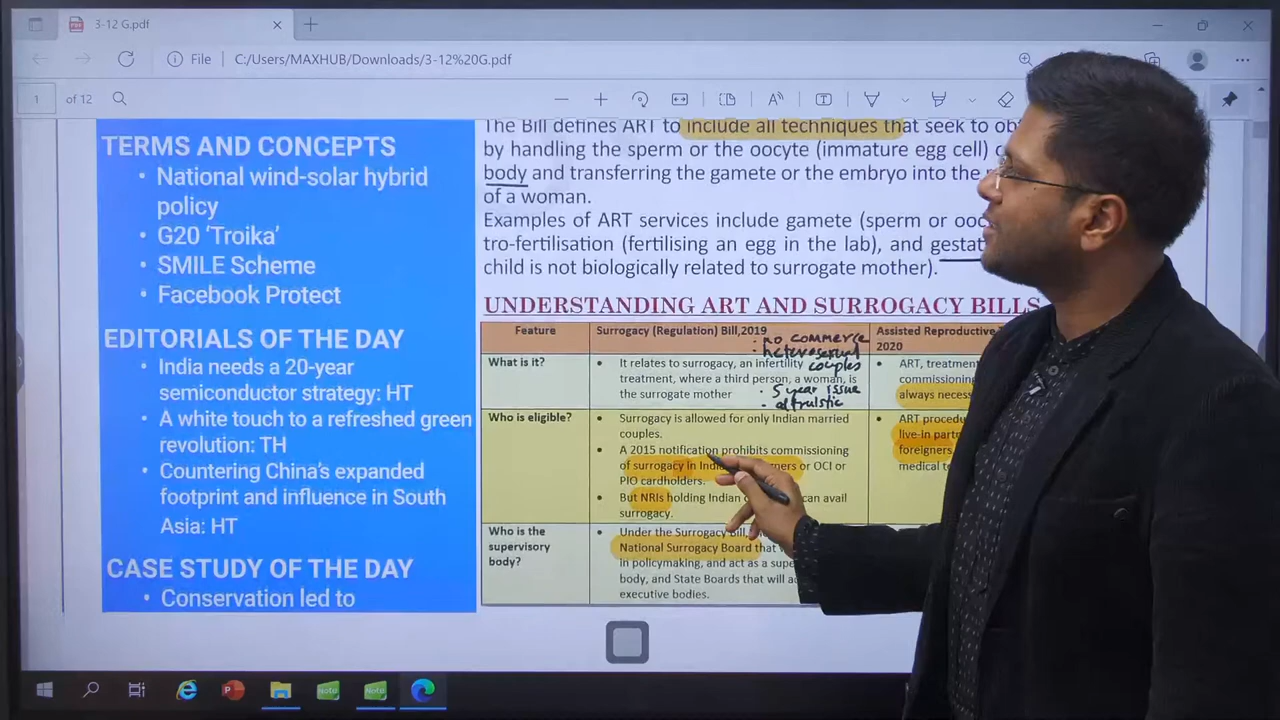 3-12 G.pdf
File
C:/Users/MAXHUB/Downloads/3-12%20G.pdf
1
of 12
TERMS AND CONCEPTS
• National wind-solar hybrid
policy
• G20 ‘Troika’
• SMILE Scheme
• Facebook Protect
EDITORIALS OF THE DAY
• India needs a 20-year
semiconductor strategy: HT
• A white touch to a refreshed green
revolution: TH
• Countering China’s expanded
footprint and influence in South
Asia: HT
CASE STUDY OF THE DAY
• Conservation led to
The Bill defines ART to include all techniques that seek to
by handling the sperm or the oocyte (immature egg cell)
body and transferring the gamete or the embryo into the
of a woman.
Examples of ART services include gamete (sperm or
tro-fertilisation (fertilising an egg in the lab), and
child is not biologically related to surrogate mother).
UNDERSTANDING ART AND SURROGACY BILLS
Feature
Surrogacy (Regulation) Bill,2019
Assisted Reproductive
2020
· no commerce
· heterosexual
couples
· 5 year issue
· altruistic
What is it?
• It relates to surrogacy, an infertility
treatment, where a third person, a woman, is
the surrogate mother
• ART, treatment
commissioning
always
Who is eligible?
• Surrogacy is allowed for only Indian married
couples.
• A 2015 notification prohibits commissioning
of surrogacy in or OCI or
PIO cardholders.
• But NRIs holding Indian can avail
surrogacy.
• ART
live-in
foreigners
medical
Who is the
supervisory
body?
• Under the Surrogacy Bill,
National Surrogacy Board that
in policymaking, and act as a
body, and State Boards that will
executive bodies.
Note
Note